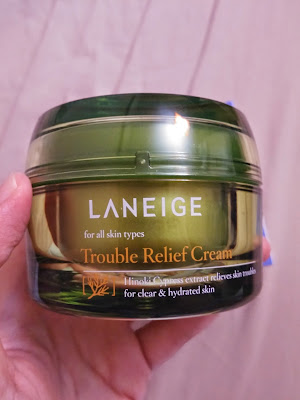 LANEIGE
for all skin types
Trouble Relief Cream
Hinoki Cypress extract relieves skin troubles
for clear & hydrated skin